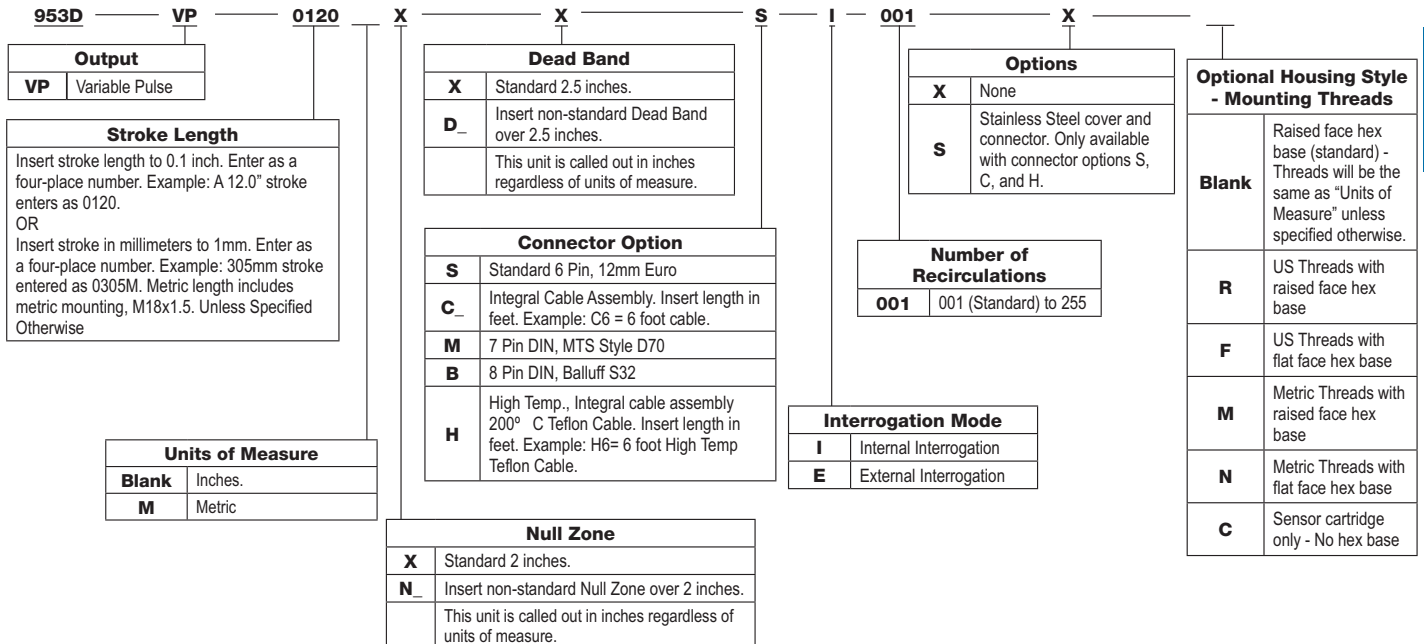 953D VP 0120 X X S I 001 X
Output
VP Variable Pulse
Stroke Length
Insert stroke length to 0.1 inch. Enter as a
four-place number. Example: A 12.0” stroke
enters as 0120.
OR
Insert stroke in millimeters to 1mm. Enter as
a four-place number. Example: 305mm stroke
entered as 0305M. Metric length includes
metric mounting, M18x1.5. Unless Specified
Otherwise
Units of Measure
Blank Inches.
M Metric
Dead Band
X Standard 2.5 inches.
D_ Insert non-standard Dead Band
over 2.5 inches.
This unit is called out in inches
regardless of units of measure.
Connector Option
S Standard 6 Pin, 12mm Euro
C_ Integral Cable Assembly. Insert length in
feet. Example: C6 = 6 foot cable.
M 7 Pin DIN, MTS Style D70
B 8 Pin DIN, Balluff S32
H High Temp., Integral cable assembly
200º C Teflon Cable. Insert length in
feet. Example: H6= 6 foot High Temp
Teflon Cable.
Null Zone
X Standard 2 inches.
N_ Insert non-standard Null Zone over 2 inches.
This unit is called out in inches regardless of
units of measure.
Options
X None
S Stainless Steel cover and
connector. Only available
with connector options S,
C, and H.
Number of
Recirculations
001 001 (Standard) to 255
Interrogation Mode
I Internal Interrogation
E External Interrogation
Optional Housing Style
- Mounting Threads
Blank Raised face hex
base (standard) -
Threads will be the
same as “Units of
Measure” unless
specified otherwise.
R US Threads with
raised face hex
base
F US Threads with
flat face hex base
M Metric Threads with
raised face hex
base
N Metric Threads with
flat face hex base
C Sensor cartridge
only - No hex base